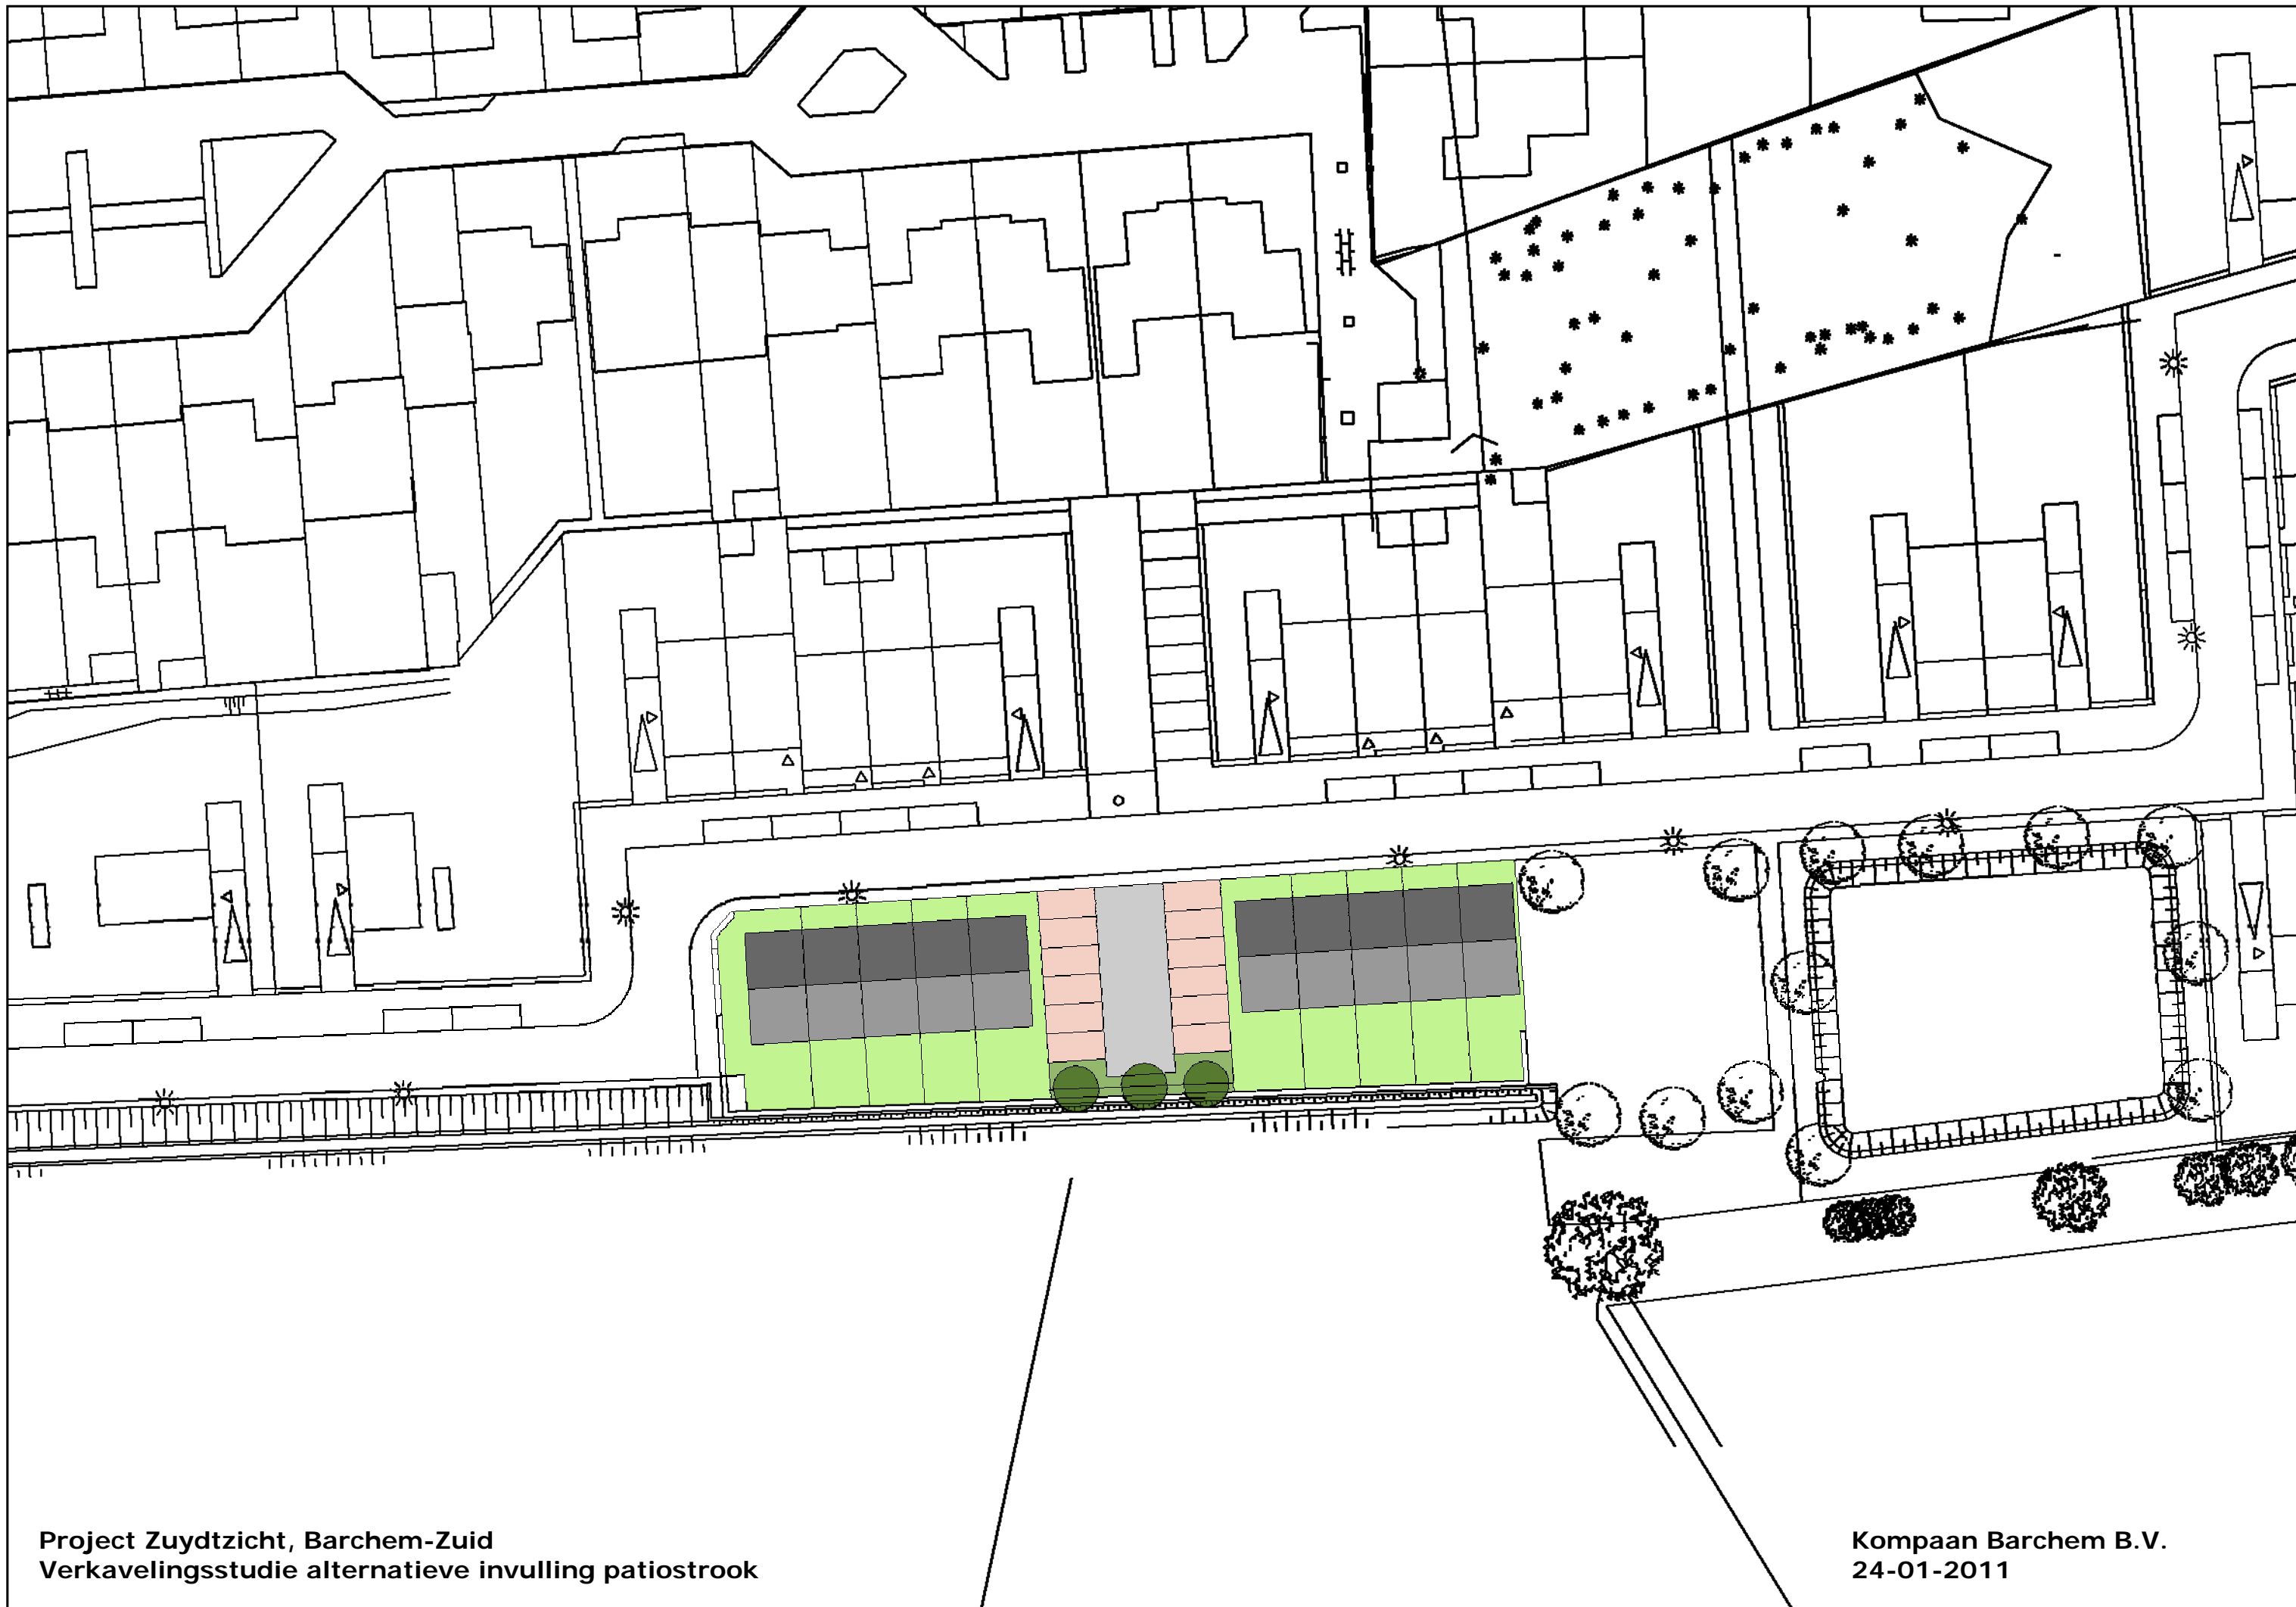 Project Zuydtzicht, Barchem-Zuid
Verkavelingsstudie alternatieve invulling patiostrook
Kompaan Barchem B.V.
24-01-2011